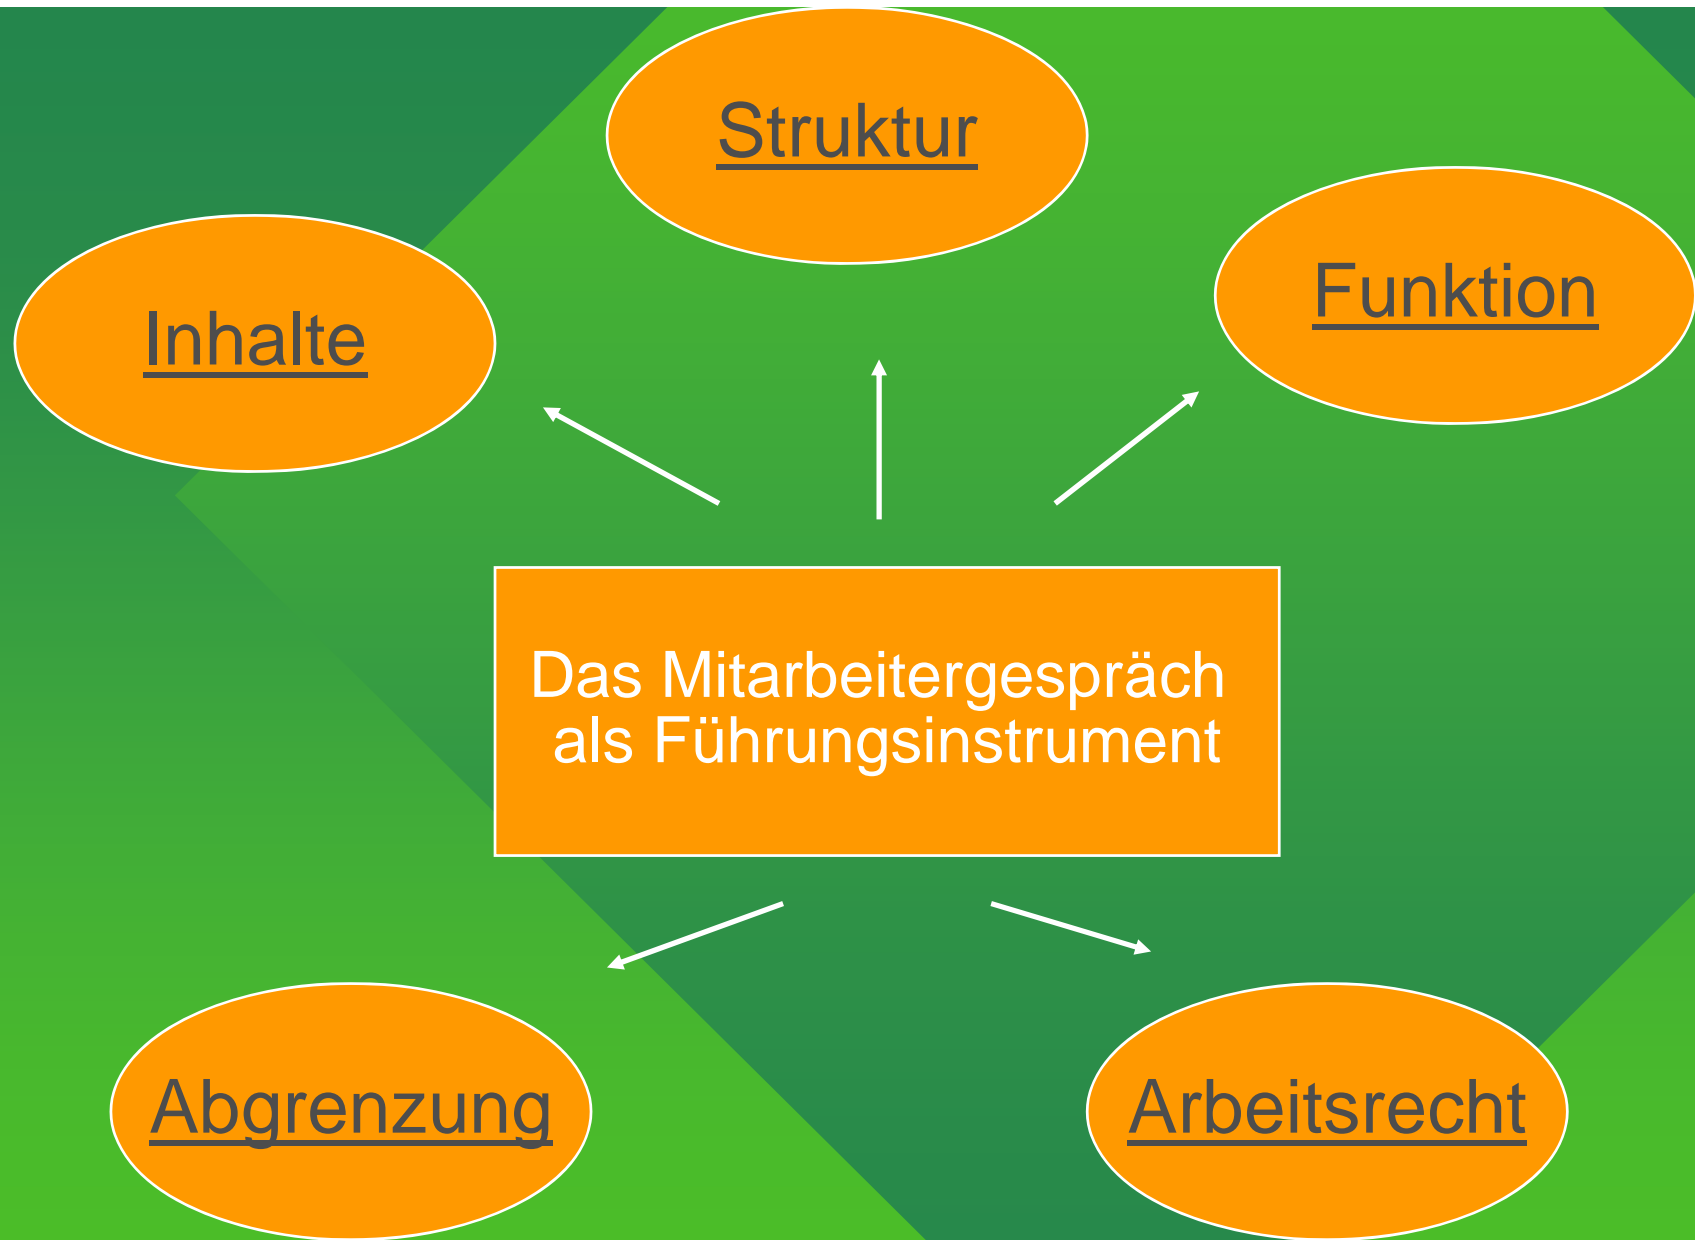 Struktur
Funktion
Inhalte
Das Mitarbeitergespräch
als Führungsinstrument
Abgrenzung
Arbeitsrecht